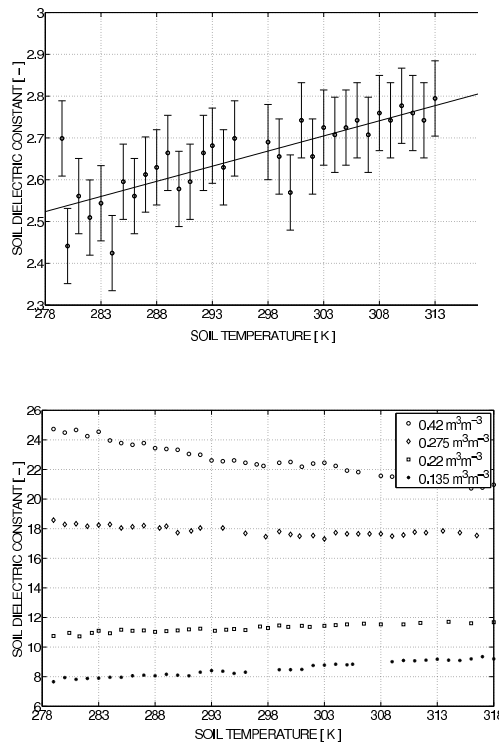 3
2.9
2.8
2.7
2.6
2.5
2.4
2.3
SOIL DIELECTRIC CONSTANT [ − ]
278 283 288 293 298 303 308 313
SOIL TEMPERATURE [ K ]
26
24
22
20
18
16
14
12
10
8
6
SOIL DIELECTRIC CONSTANT [ − ]
0.42 m³m⁻³
0.275 m³m⁻³
0.22 m³m⁻³
0.135 m³m⁻³
278 283 288 293 298 303 308 313 318
SOIL TEMPERATURE [ K ]